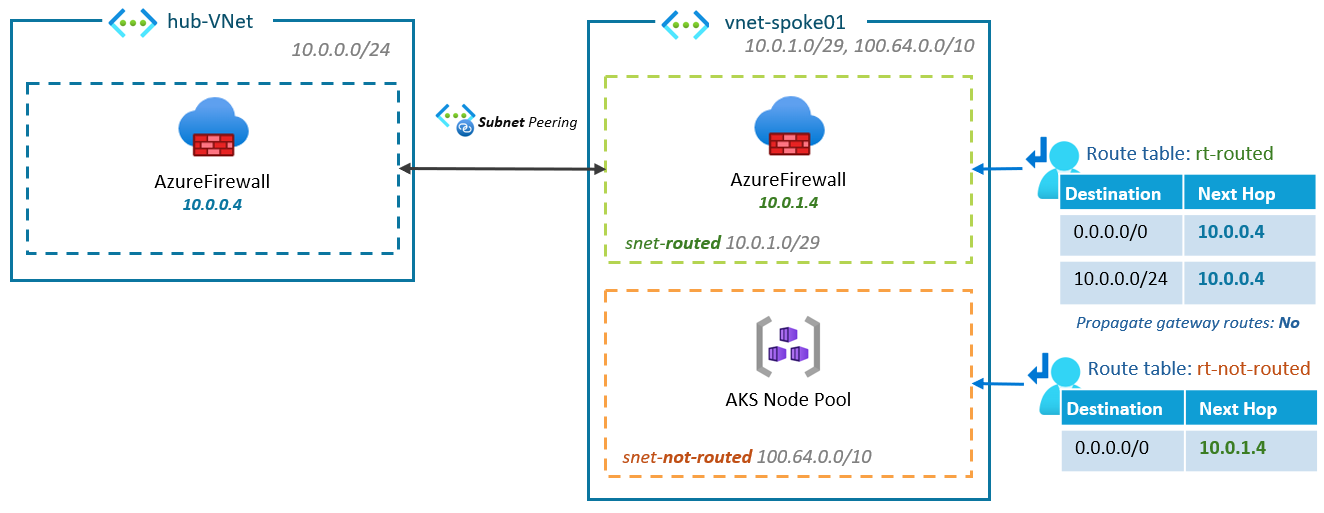 hub-VNet
10.0.0.0/24
AzureFirewall
10.0.0.4
Subnet Peering
vnet-spoke01
10.0.1.0/29, 100.64.0.0/10
AzureFirewall
10.0.1.4
snet-routed 10.0.1.0/29
AKS Node Pool
snet-not-routed 100.64.0.0/10
Route table: rt-routed
Destination Next Hop
0.0.0.0/0 10.0.0.4
10.0.0.0/24 10.0.0.4
Propagate gateway routes: No
Route table: rt-not-routed
Destination Next Hop
0.0.0.0/0 10.0.1.4